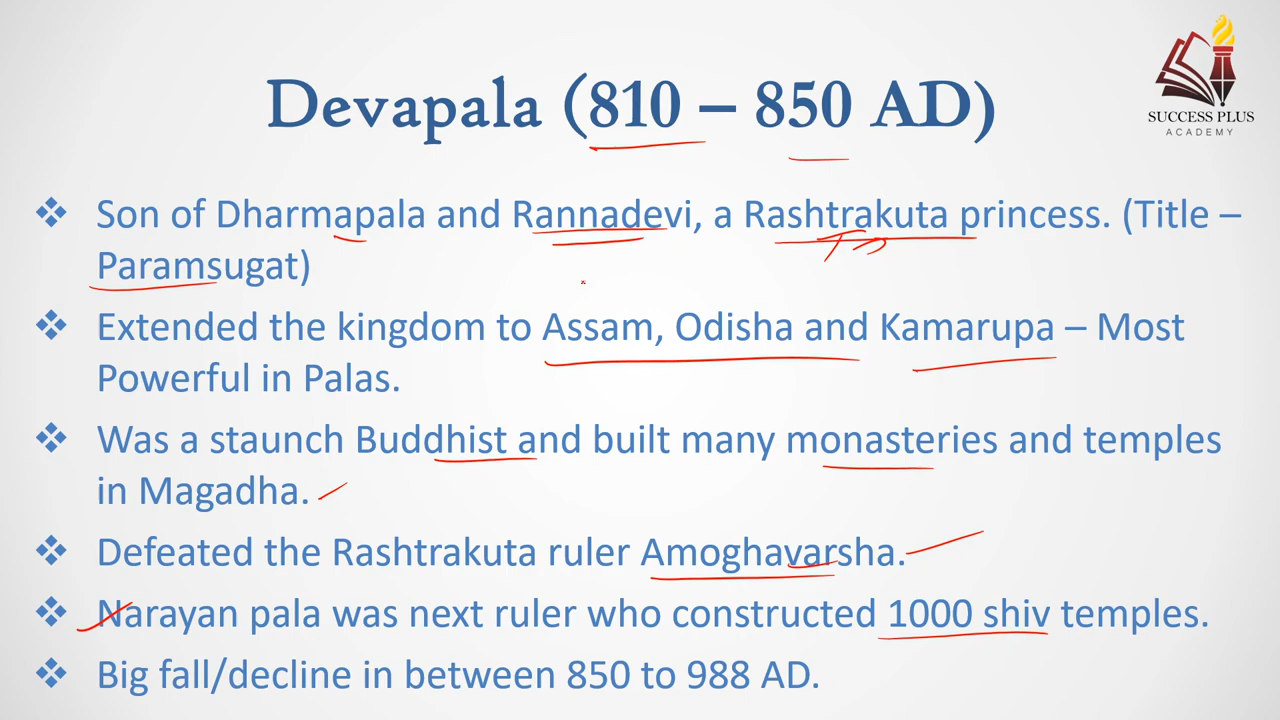 SUCCESS PLUS
ACADEMY
Devapala (810 – 850 AD)
❖ Son of Dharmapala and Rannadevi, a Rashtrakuta princess. (Title –
Paramsugat)
❖ Extended the kingdom to Assam, Odisha and Kamarupa – Most
Powerful in Palas.
❖ Was a staunch Buddhist and built many monasteries and temples
in Magadha.
❖ Defeated the Rashtrakuta ruler Amoghavarsha.
❖ Narayan pala was next ruler who constructed 1000 shiv temples.
❖ Big fall/decline in between 850 to 988 AD.